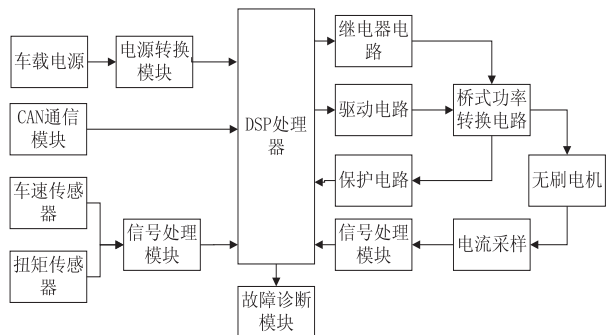 车载电源
电源转换
模块
CAN通信
模块
车速传感
器
扭矩传感
器
信号处理
模块
DSP处理
器
故障诊断
模块
继电器电
路
驱动电路
保护电路
信号处理
模块
桥式功率
转换电路
电流采样
无刷电机